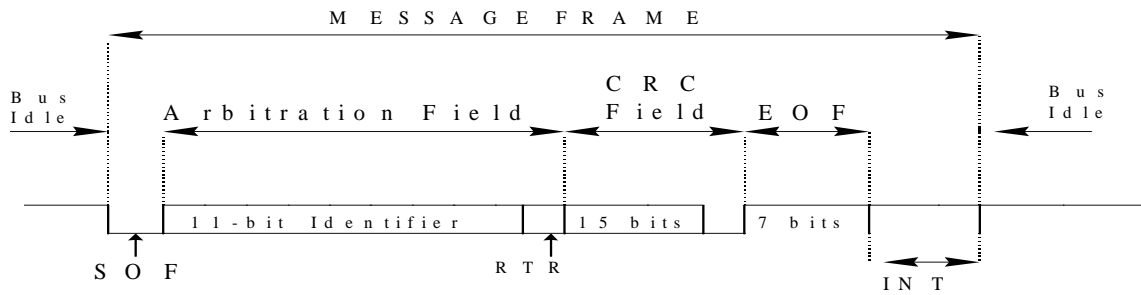 MESSAGE FRAME
Bus
Idle
Arbitration Field
CRC
Field
EOF
Bus
Idle
11-bit Identifier
15 bits
7 bits
SOF
RTR
INT